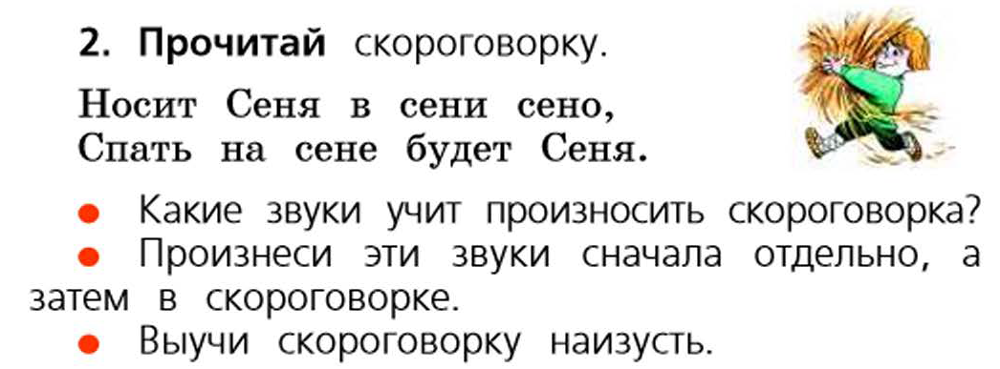 2. Прочитай скороговорку.
Носит Сеня в сени сено,
Спать на сене будет Сеня.
● Какие звуки учит произносить скороговорка?
● Произнеси эти звуки сначала отдельно, а
затем в скороговорке.
● Выучи скороговорку наизусть.